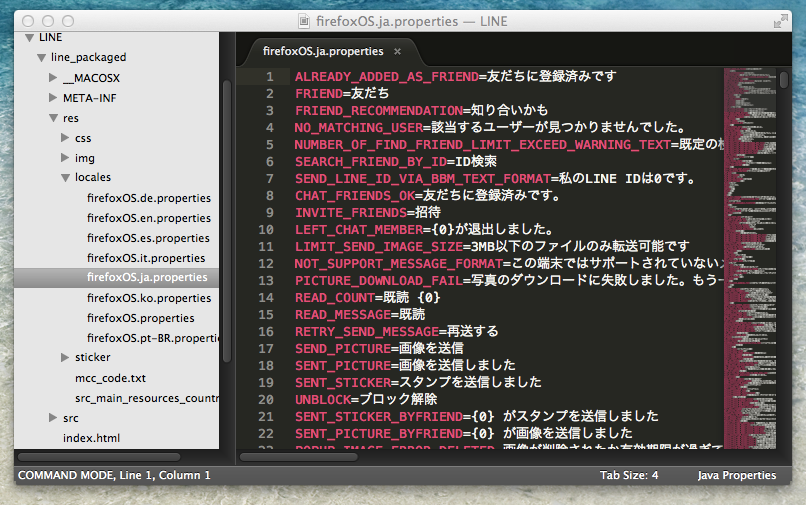 firefoxOS.ja.properties — LINE
LINE
line_packaged
__MACOSX
META-INF
res
css
img
locales
firefoxOS.de.properties
firefoxOS.en.properties
firefoxOS.es.properties
firefoxOS.it.properties
firefoxOS.ja.properties
firefoxOS.ko.properties
firefoxOS.properties
firefoxOS.pt-BR.propertie
sticker
mcc_code.txt
src_main_resources_countr
src
index.html
firefoxOS.ja.properties ×
1 ALREADY_ADDED_AS_FRIEND=友だちに登録済みです
2 FRIEND=友だち
3 FRIEND_RECOMMENDATION=知り合いかも
4 NO_MATCHING_USER=該当するユーザーが見つかりませんでした。
5 NUMBER_OF_FIND_FRIEND_LIMIT_EXCEED_WARNING_TEXT=既定の
6 SEARCH_FRIEND_BY_ID=ID検索
7 SEND_LINE_ID_VIA_BBM_TEXT_FORMAT=私のLINE IDは0です。
8 CHAT_FRIENDS_OK=友だちに登録済みです。
9 INVITE_FRIENDS=招待
10 LEFT_CHAT_MEMBER={0}が退出しました。
11 LIMIT_SEND_IMAGE_SIZE=3MB以下のファイルのみ転送可能です
12 NOT_SUPPORT_MESSAGE_FORMAT=この端末ではサポートされていない
13 PICTURE_DOWNLOAD_FAIL=写真のダウンロードに失敗しました。もう一
14 READ_COUNT=既読 {0}
15 READ_MESSAGE=既読
16 RETRY_SEND_MESSAGE=再送する
17 SEND_PICTURE=画像を送信
18 SENT_PICTURE=画像を送信しました
19 SENT_STICKER=スタンプを送信しました
20 UNBLOCK=ブロック解除
21 SENT_STICKER_BYFRIEND={0} がスタンプを送信しました
22 SENT_PICTURE_BYFRIEND={0} が画像を送信しました
COMMAND MODE, Line 1, Column 1
Tab Size: 4
Java Properties